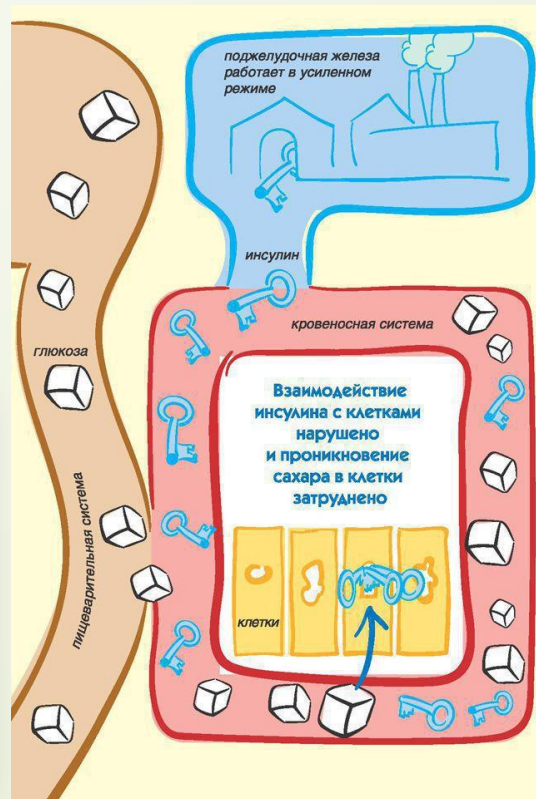 поджелудочная железа
работает в усиленном
режиме
инсулин
кровеносная система
глюкоза
Взаимодействие
инсулина с клетками
нарушено
и проникновение
сахара в клетки
затруднено
пищеварительная система
клетки